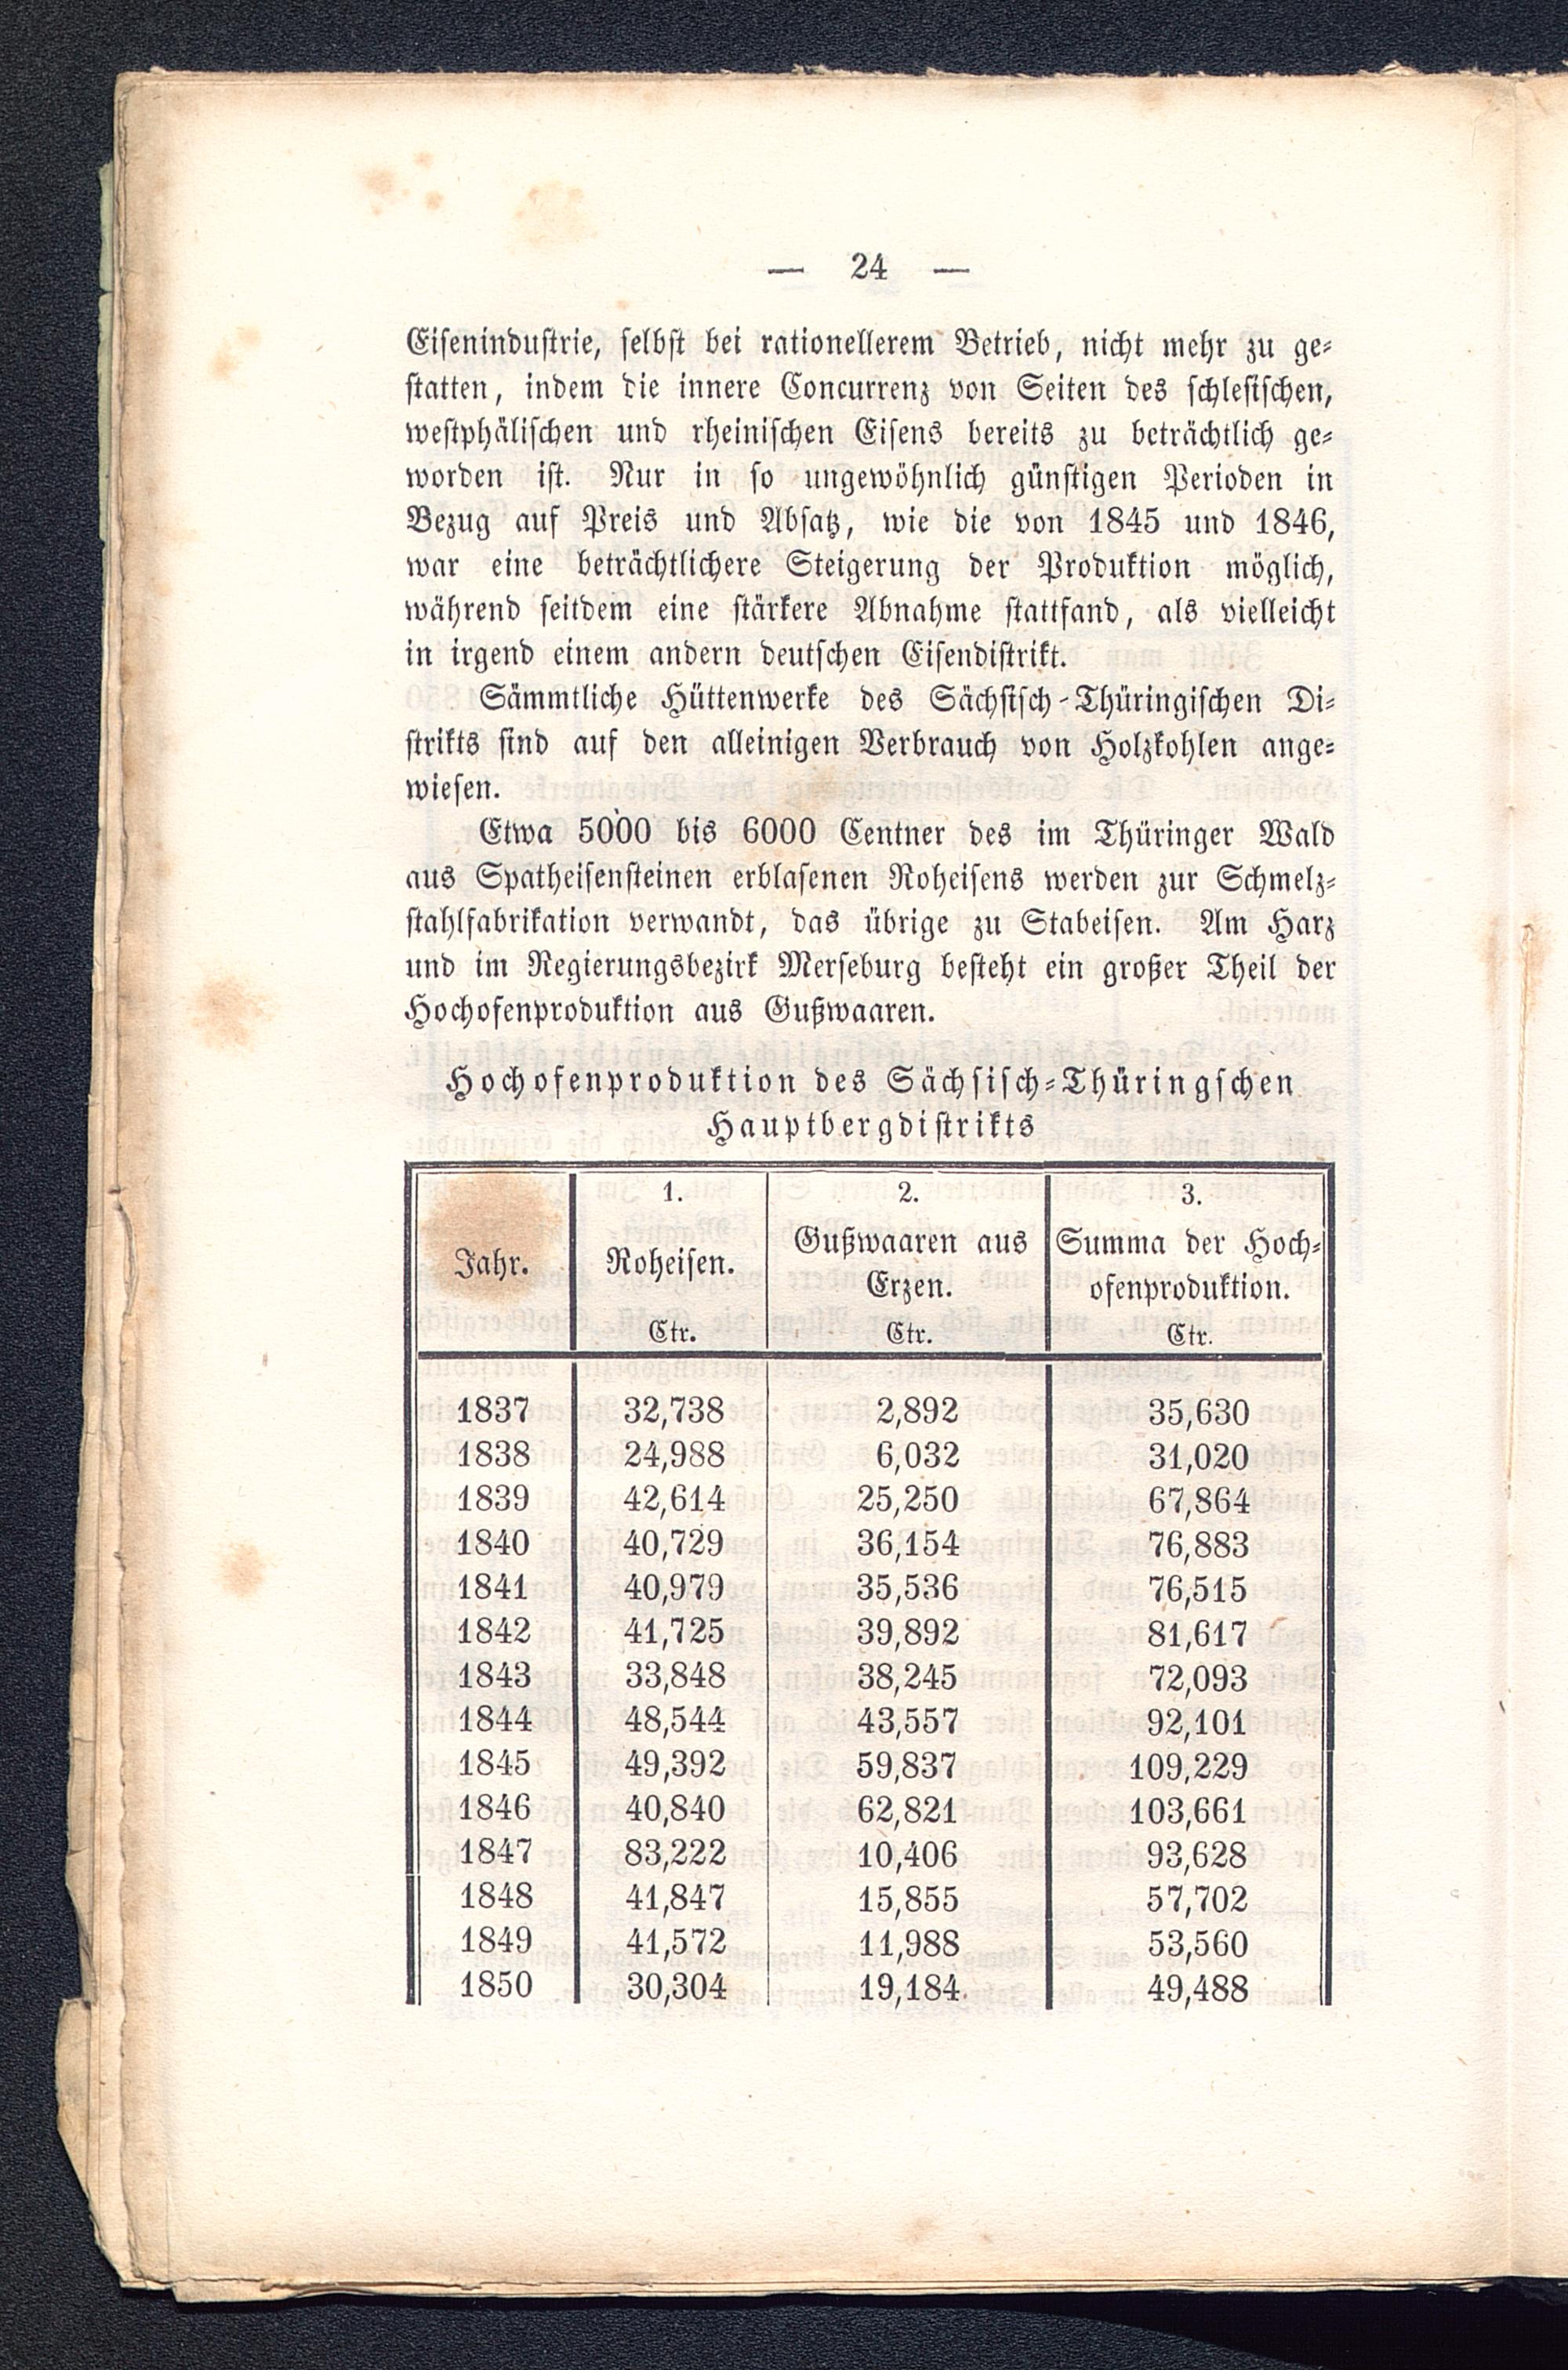 — 24 —
Eisenindustrie, selbst bei rationellerem Betrieb, nicht mehr zu ge-
statten, indem die innere Concurrenz von Seiten des schlesischen,
westphälischen und rheinischen Eisens bereits zu beträchtlich ge-
worden ist. Nur in so ungewöhnlich günstigen Perioden in
Bezug auf Preis und Absatz, wie die von 1845 und 1846,
war eine beträchtlichere Steigerung der Produktion möglich,
während seitdem eine stärkere Abnahme stattfand, als vielleicht
in irgend einem andern deutschen Eisendistrikt.
Sämmtliche Hüttenwerke des Sächsisch-Thüringischen Di-
strikts sind auf den alleinigen Verbrauch von Holzkohlen ange-
wiesen.
Etwa 5000 bis 6000 Centner des im Thüringer Wald
aus Spatheisensteinen erblasenen Roheisens werden zur Schmelz-
stahlfabrikation verwandt, das übrige zu Stabeisen. Am Harz
und im Regierungsbezirk Merseburg besteht ein großer Theil der
Hochofenproduktion aus Gußwaaren.
Hochofenproduktion des Sächsisch-Thüringschen
Hauptbergdistrikts
1. 2. 3.
Jahr. Roheisen. Gußwaaren aus Summa der Hoch-
Erzen. ofenproduktion.
Ctr. Ctr. Ctr.
1837 32,738 2,892 35,630
1838 24,988 6,032 31,020
1839 42,614 25,250 67,864
1840 40,729 36,154 76,883
1841 40,979 35,536 76,515
1842 41,725 39,892 81,617
1843 33,848 38,245 72,093
1844 48,544 43,557 92,101
1845 49,392 59,837 109,229
1846 40,840 62,821 103,661
1847 83,222 10,406 93,628
1848 41,847 15,855 57,702
1849 41,572 11,988 53,560
1850 30,304 19,184 49,488